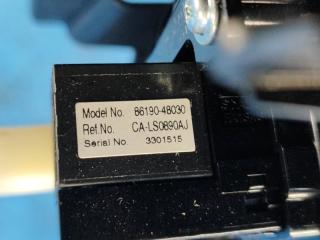 Model No. 86190-48030
Ref.No. CA-LS0890AJ
Serial No. 3301515